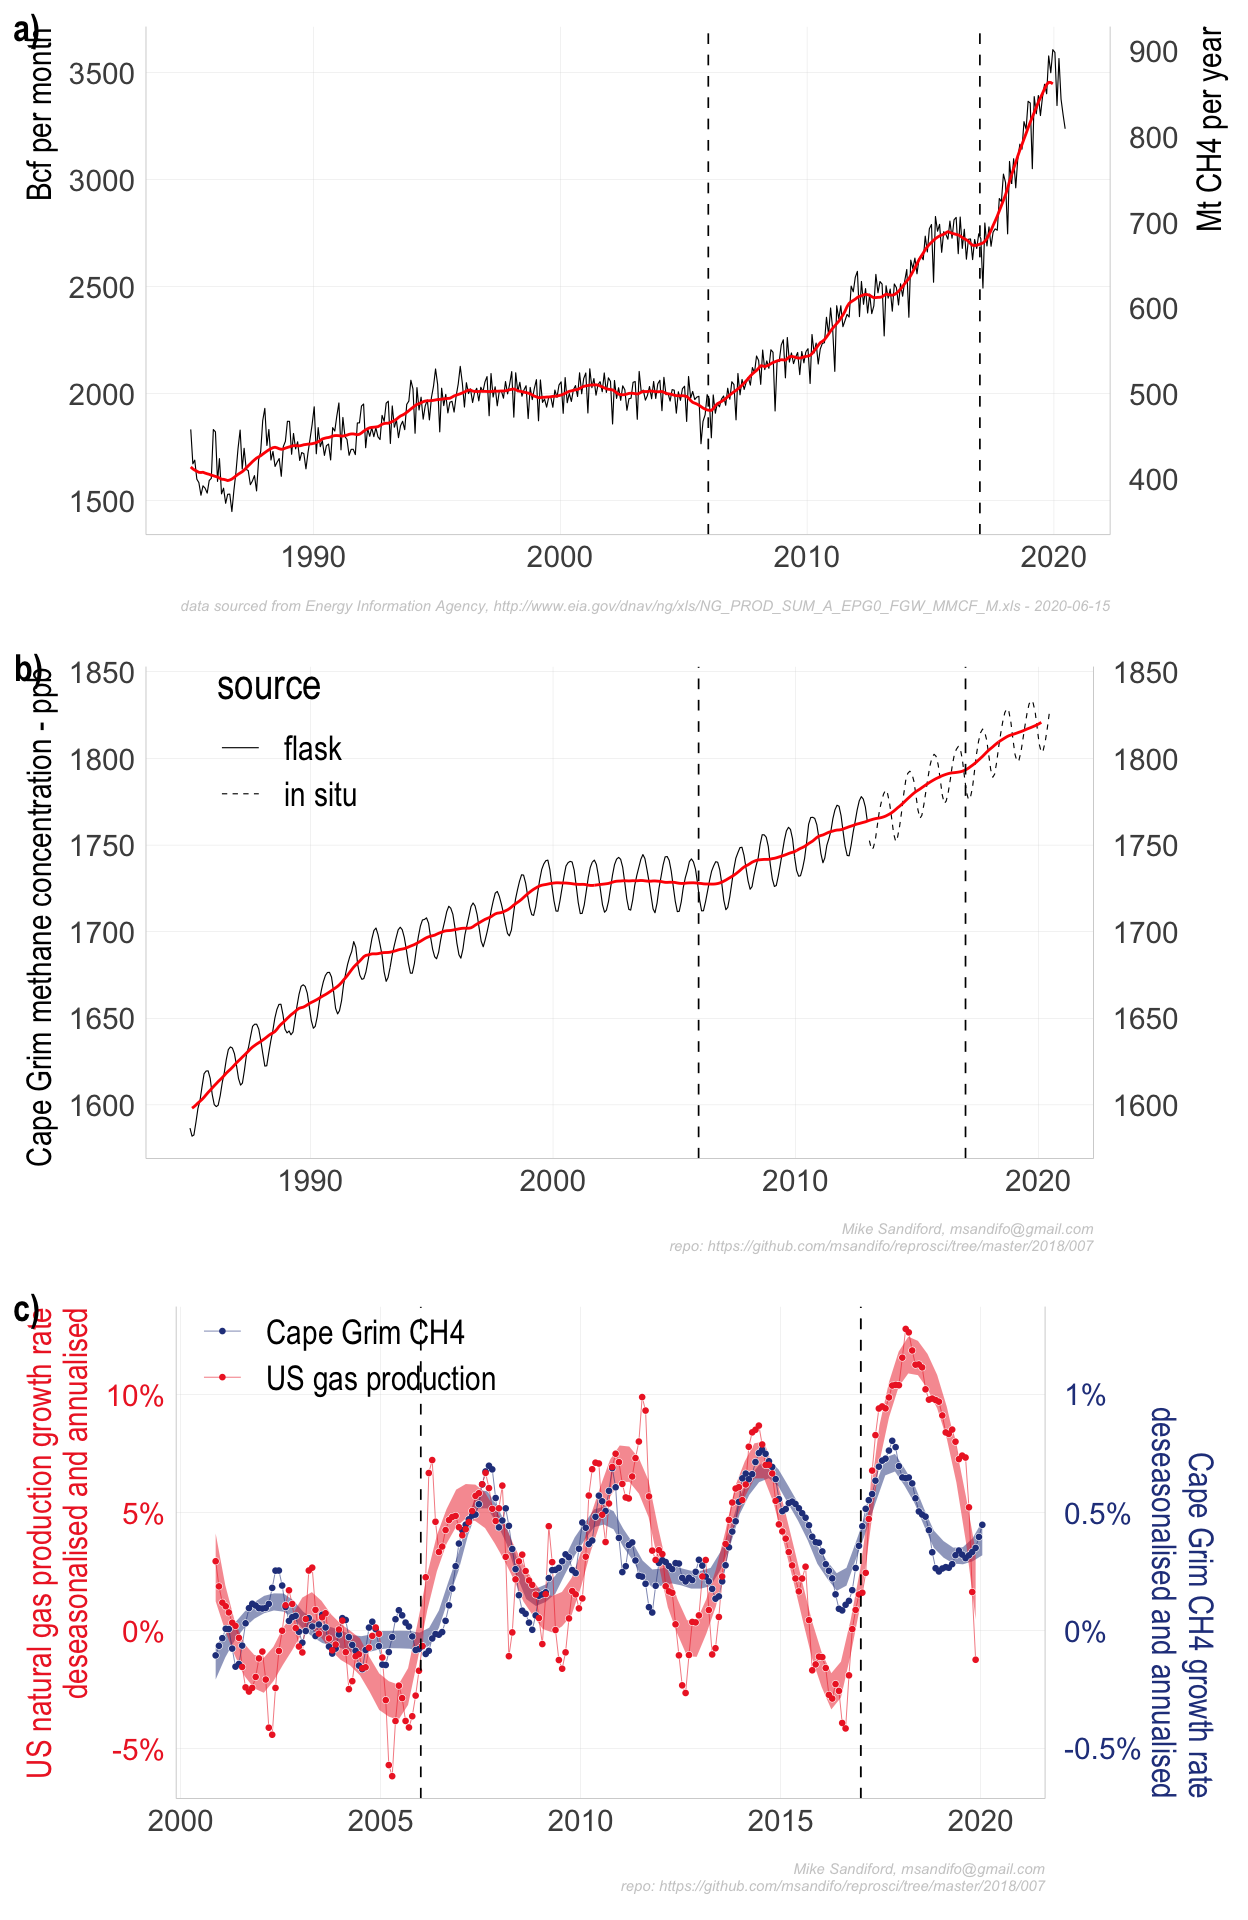 a)
Bcf per month
Mt CH4 per year
3500
3000
2500
2000
1500
900
800
700
600
500
400
1990
2000
2010
2020
data sourced from Energy Information Agency, http://www.eia.gov/dnav/ng/xls/NG_PROD_SUM_A_EPG0_FGW_MMCF_M.xls - 2020-06-15
b)
Cape Grim methane concentration - ppb
1850
1800
1750
1700
1650
1600
source
flask
in situ
1850
1800
1750
1700
1650
1600
1990
2000
2010
2020
Mike Sandiford, msandifo@gmail.com
repo: https://github.com/msandifo/reprosci/tree/master/2018/007
c)
US natural gas production growth rate
deseasonalised and annualised
10%
5%
0%
-5%
Cape Grim CH4
US gas production
1%
0.5%
0%
-0.5%
Cape Grim CH4 growth rate
deseasonalised and annualised
2000
2005
2010
2015
2020
Mike Sandiford, msandifo@gmail.com
repo: https://github.com/msandifo/reprosci/tree/master/2018/007